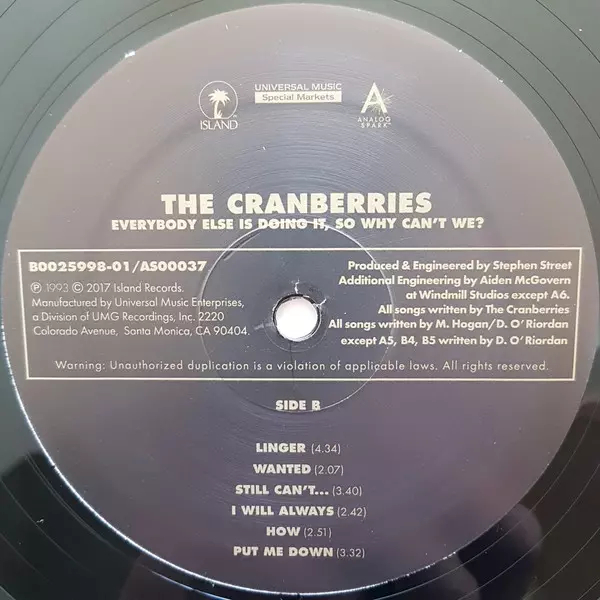 ISLAND
UNIVERSAL MUSIC
Special Markets
ANALOG
SPARK
THE CRANBERRIES
EVERYBODY ELSE IS DOING IT, SO WHY CAN'T WE?
B0025998-01/AS00037
℗ 1993 © 2017 Island Records.
Manufactured by Universal Music Enterprises,
a Division of UMG Recordings, Inc. 2220
Colorado Avenue, Santa Monica, CA 90404.
Produced & Engineered by Stephen Street
Additional Engineering by Aiden McGovern
at Windmill Studios except A6.
All songs written by The Cranberries
All songs written by M. Hogan/D. O'Riordan
except A5, B4, B5 written by D. O'Riordan
Warning: Unauthorized duplication is a violation of applicable laws. All rights reserved.
SIDE B
LINGER (4.34)
WANTED (2.07)
STILL CAN'T... (3.40)
I WILL ALWAYS (2.42)
HOW (2.51)
PUT ME DOWN (3.32)